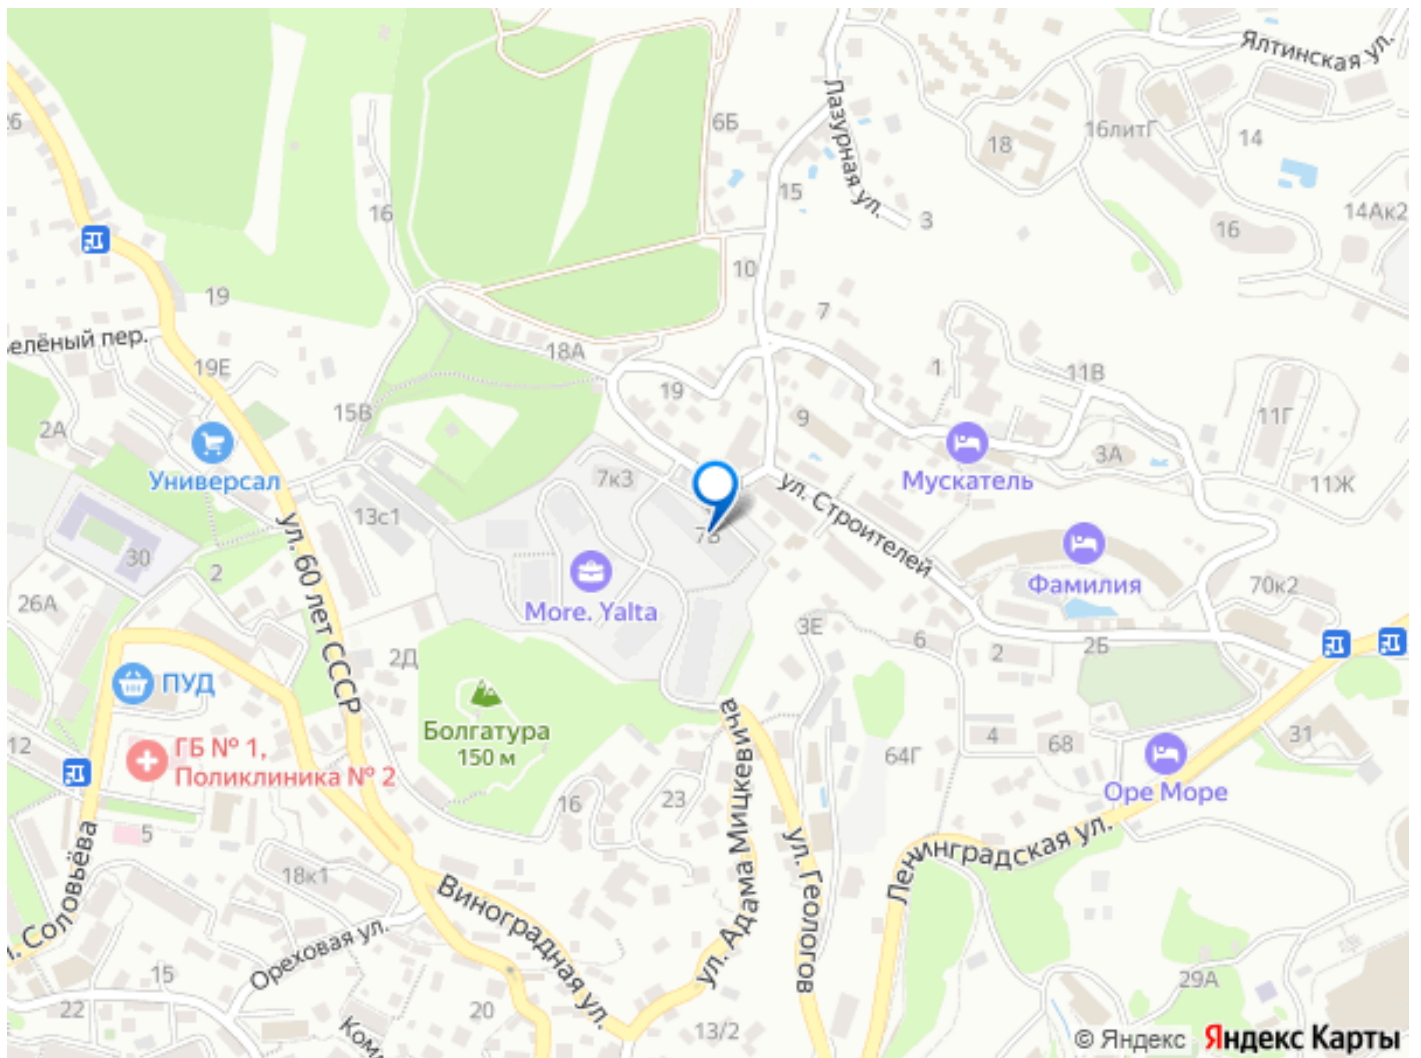 Ялтинская ул.
26
6Б
Лазурная ул.
18
16литГ
14
16
15
3
14Ак2
16
10
19
7
елёный пер.
18А
19Е
19
1
11В
15В
9
11Г
2А
Универсал
7к3
Мускатель
3А
11Ж
13с1
ул. Строителей
ул. 60 лет СССР
30
2
More. Yalta
Фамилия
70к2
26А
3Е
6
2
2Б
2Д
ПУД
Болгатура
150 м
4
68
31
12
ГБ № 1,
Поликлиника № 2
64Г
Оре Море
16
23
ул. Адама Мицкевича
ул. Геологов
Ленинградская ул.
5
Соловьёва
18к1
Виноградная ул.
Ореховая ул.
15
29А
22
20
13/2
Комм
© Яндекс Яндекс Карты